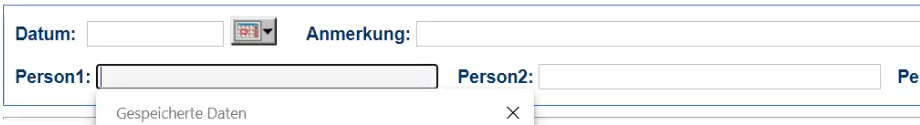 Datum: Anmerkung:
Person1: Person2: Pe
Gespeicherte Daten